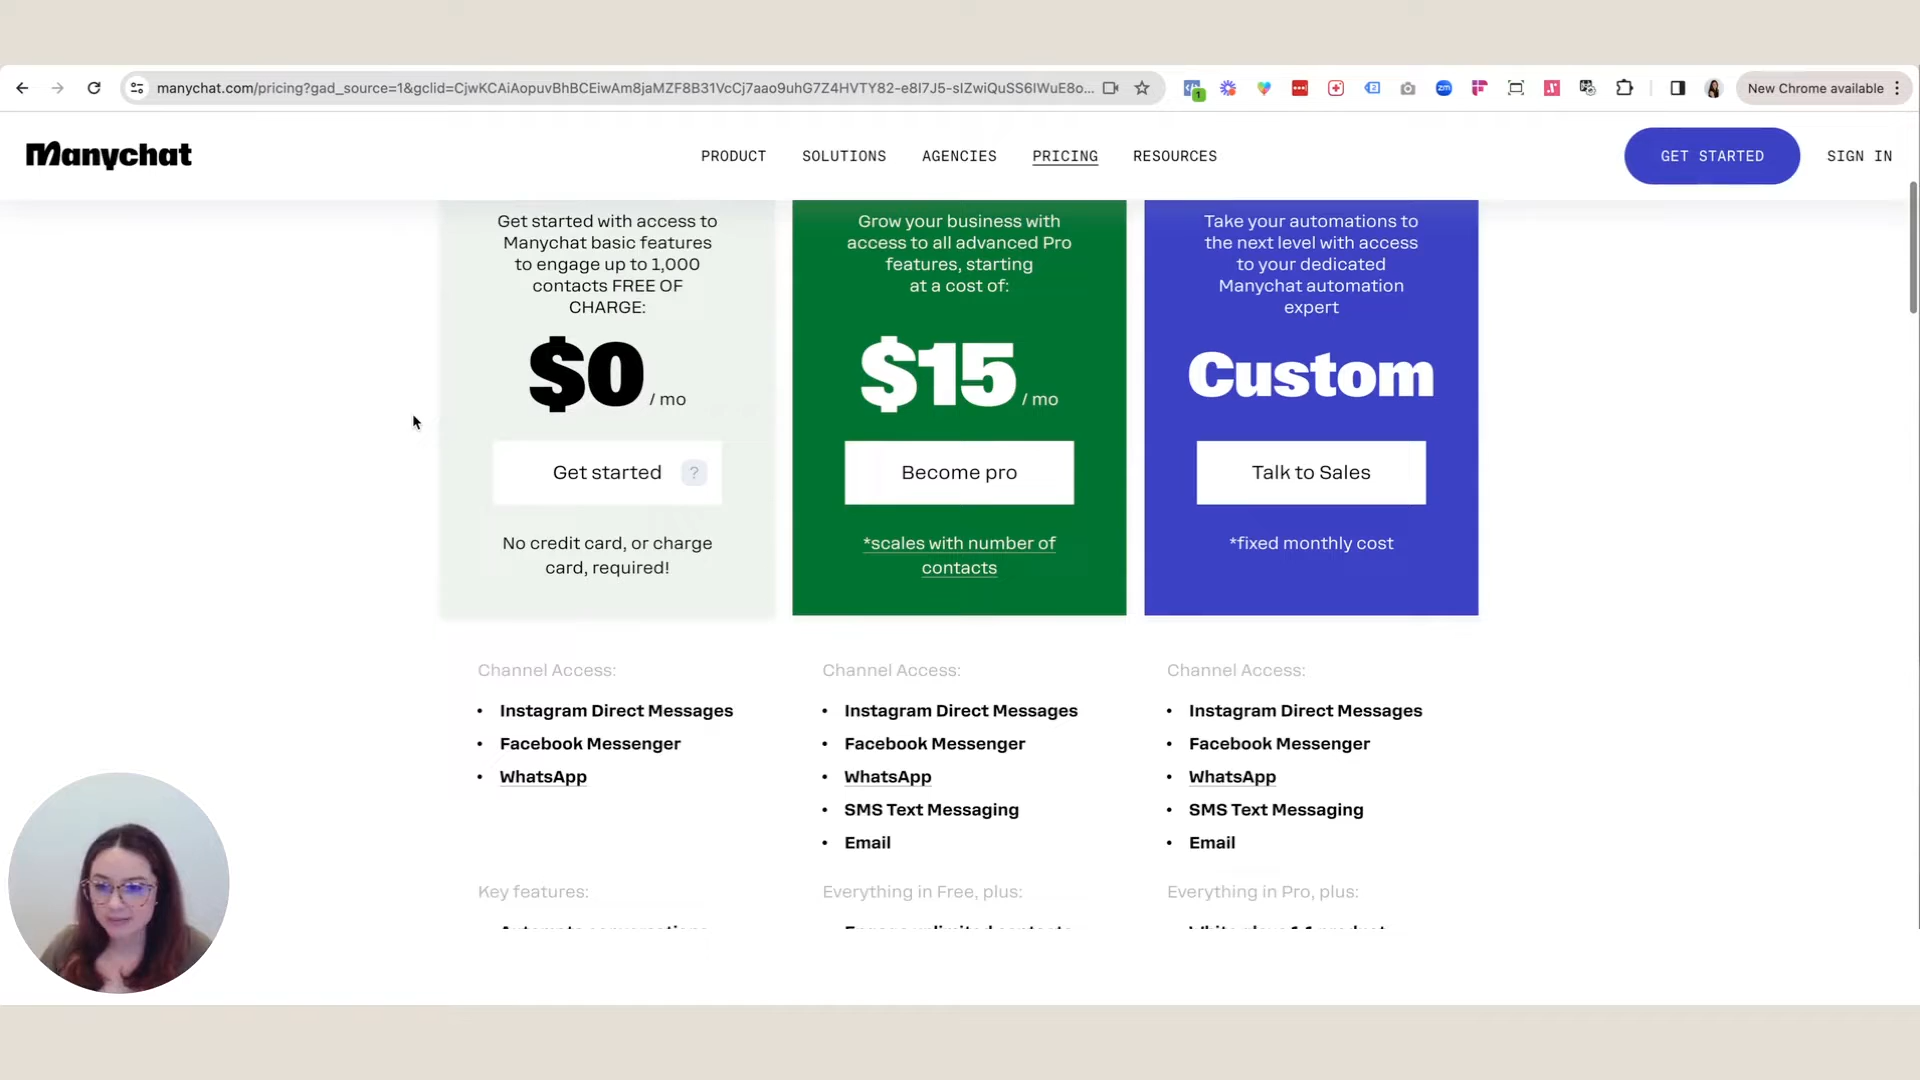 manychat.com/pricing?gad_source=1&gclid=CjwKCAiAopuvBhBCEiwAm8jaMZF8B31VcCj7aao9uhG7Z4HVTY82-e8I7J5-sIZwiQuSS6IWuE8o...
New Chrome available
Manychat
PRODUCT
SOLUTIONS
AGENCIES
PRICING
RESOURCES
GET STARTED
SIGN IN
Get started with access to
Manychat basic features
to engage up to 1,000
contacts FREE OF
CHARGE:
$0 / mo
Get started ?
No credit card, or charge
card, required!
Grow your business with
access to all advanced Pro
features, starting
at a cost of:
$15 / mo
Become pro
*scales with number of
contacts
Take your automations to
the next level with access
to your dedicated
Manychat automation
expert
Custom
Talk to Sales
*fixed monthly cost
Channel Access:
• Instagram Direct Messages
• Facebook Messenger
• WhatsApp
Key features:
Channel Access:
• Instagram Direct Messages
• Facebook Messenger
• WhatsApp
• SMS Text Messaging
• Email
Everything in Free, plus:
Channel Access:
• Instagram Direct Messages
• Facebook Messenger
• WhatsApp
• SMS Text Messaging
• Email
Everything in Pro, plus: